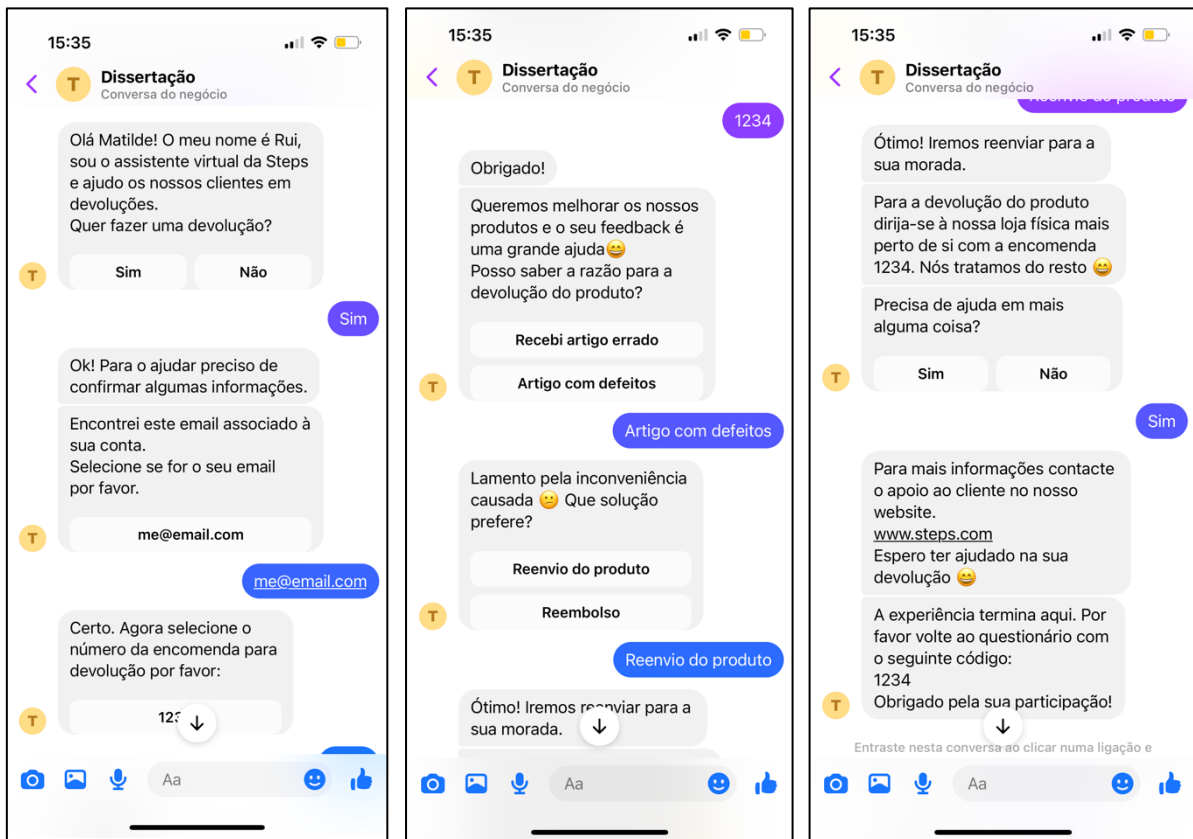 15:35
T
Dissertação
Conversa do negócio
Olá Matilde! O meu nome é Rui,
sou o assistente virtual da Steps
e ajudo os nossos clientes em
devoluções.
Quer fazer uma devolução?
Sim Não
T
Sim
Ok! Para o ajudar preciso de
confirmar algumas informações.
Encontrei este email associado à
sua conta.
Selecione se for o seu email
por favor.
me@email.com
T
me@email.com
Certo. Agora selecione o
número da encomenda para
devolução por favor:
T
Aa
15:35
T
Dissertação
Conversa do negócio
1234
Obrigado!
Queremos melhorar os nossos
produtos e o seu feedback é
uma grande ajuda😄
Posso saber a razão para a
devolução do produto?
Recebi artigo errado
Artigo com defeitos
T
Artigo com defeitos
Lamento pela inconveniência
causada 😕 Que solução
prefere?
Reenvio do produto
Reembolso
T
Reenvio do produto
Ótimo! Iremos reenviar para a
sua morada.
Aa
15:35
T
Dissertação
Conversa do negócio
Reenvio do produto
Ótimo! Iremos reenviar para a
sua morada.
Para a devolução do produto
dirija-se à nossa loja física mais
perto de si com a encomenda
1234. Nós tratamos do resto 😄
Precisa de ajuda em mais
alguma coisa?
Sim Não
T
Sim
Para mais informações contacte
o apoio ao cliente no nosso
website.
www.steps.com
Espero ter ajudado na sua
devolução 😄
A experiência termina aqui. Por
favor volte ao questionário com
o seguinte código:
1234
Obrigado pela sua participação!
T
Entraste nesta conversa ao clicar numa ligação e
Aa